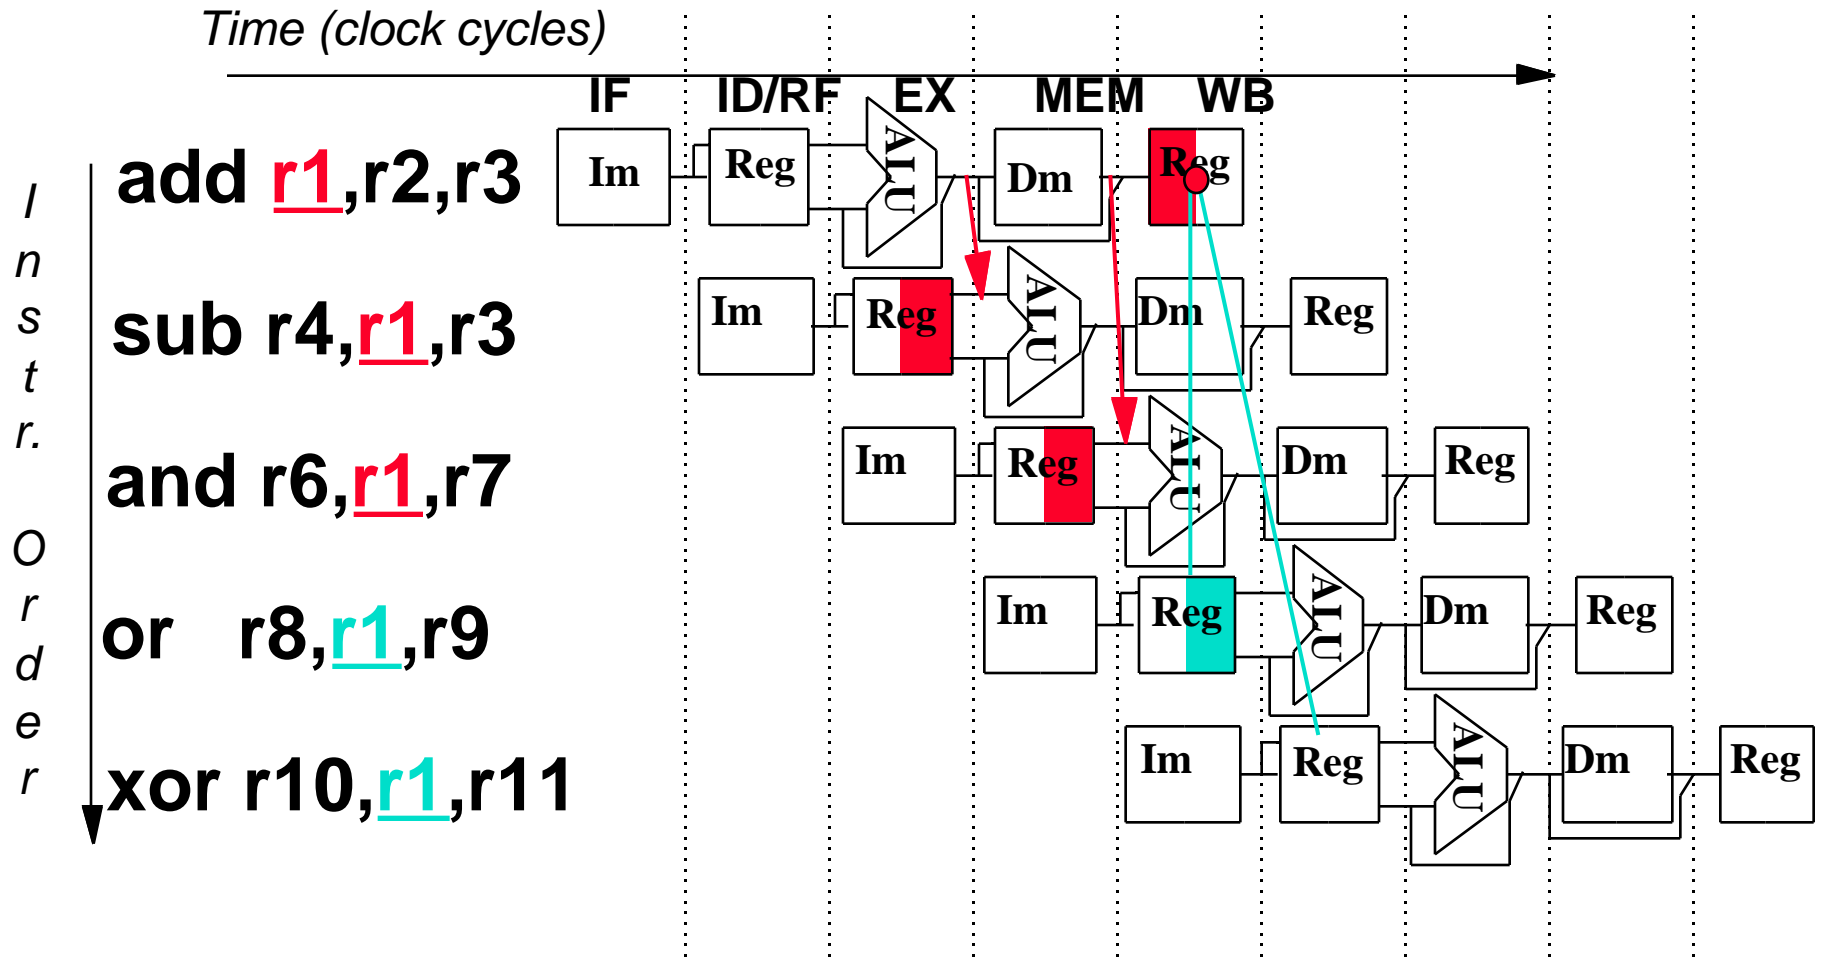 Time (clock cycles)
IF ID/RF EX MEM WB
Instr. Order
add r1,r2,r3
Im Reg ALU Dm Reg
sub r4,r1,r3
Im Reg ALU Dm Reg
and r6,r1,r7
Im Reg ALU Dm Reg
or r8,r1,r9
Im Reg ALU Dm Reg
xor r10,r1,r11
Im Reg ALU Dm Reg